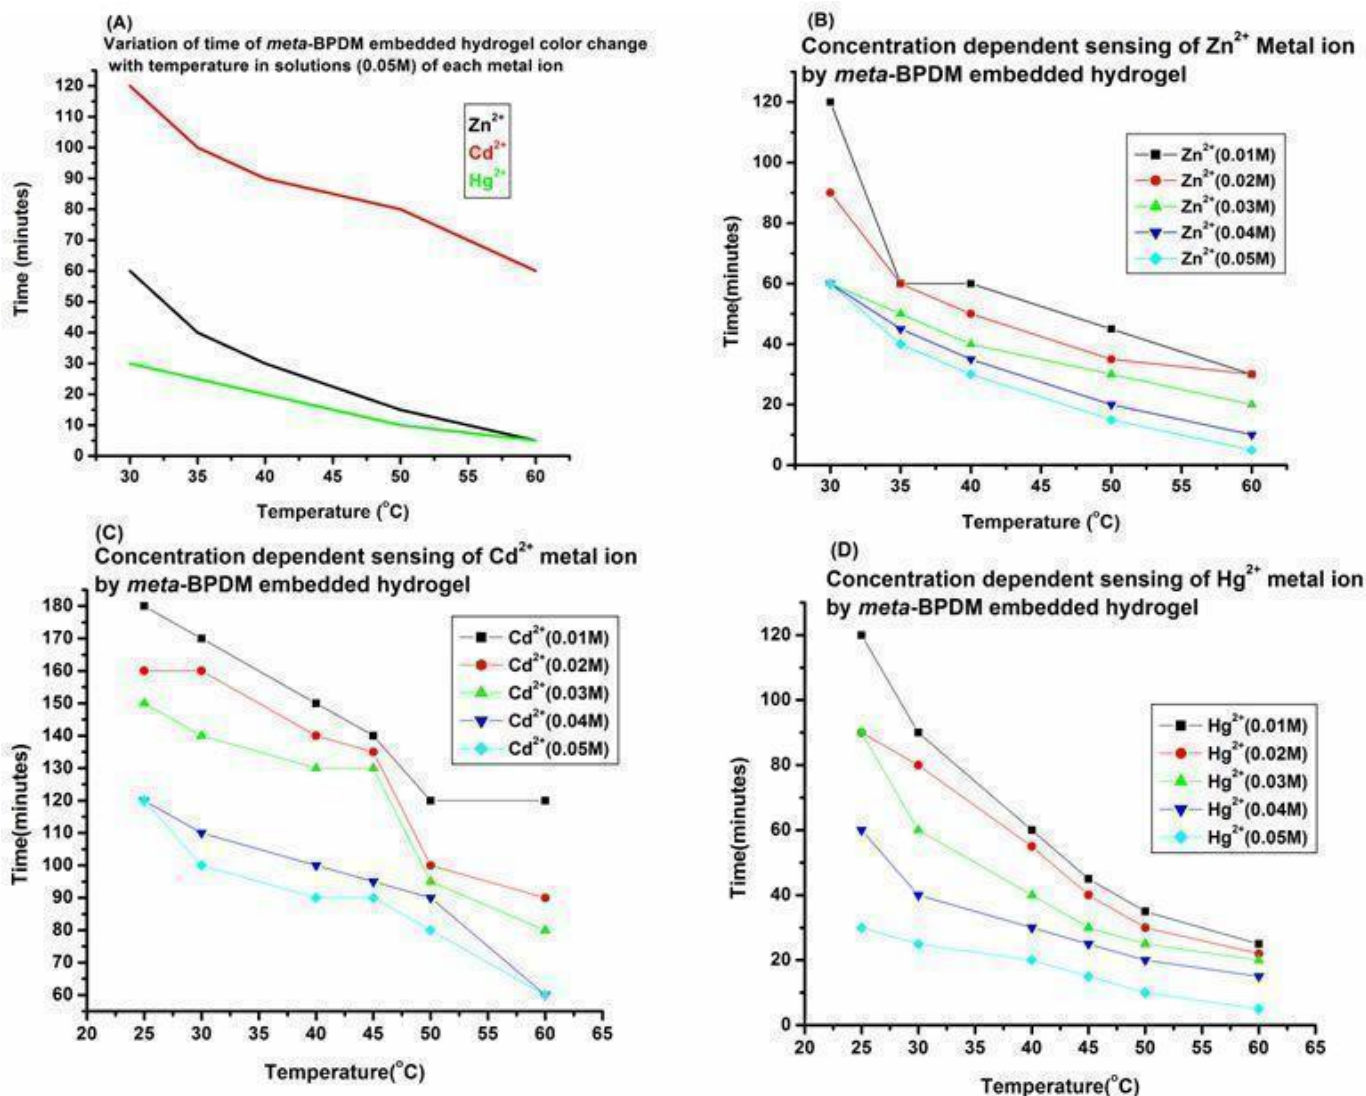 (A)
Variation of time of meta-BPDM embedded hydrogel color change
with temperature in solutions (0.05M) of each metal ion
Time (minutes)
120
110
100
90
80
70
60
50
40
30
20
10
0
Zn²⁺
Cd²⁺
Hg²⁺
30 35 40 45 50 55 60
Temperature (°C)
(B)
Concentration dependent sensing of Zn²⁺ Metal ion
by meta-BPDM embedded hydrogel
Time(minutes)
120
100
80
60
40
20
0
Zn²⁺(0.01M)
Zn²⁺(0.02M)
Zn²⁺(0.03M)
Zn²⁺(0.04M)
Zn²⁺(0.05M)
30 35 40 45 50 55 60
Temperature (°C)
(C)
Concentration dependent sensing of Cd²⁺ metal ion
by meta-BPDM embedded hydrogel
Time(minutes)
180
170
160
150
140
130
120
110
100
90
80
70
60
Cd²⁺(0.01M)
Cd²⁺(0.02M)
Cd²⁺(0.03M)
Cd²⁺(0.04M)
Cd²⁺(0.05M)
20 25 30 35 40 45 50 55 60 65
Temperature(°C)
(D)
Concentration dependent sensing of Hg²⁺ metal ion
by meta-BPDM embedded hydrogel
Time(minutes)
120
100
80
60
40
20
0
Hg²⁺(0.01M)
Hg²⁺(0.02M)
Hg²⁺(0.03M)
Hg²⁺(0.04M)
Hg²⁺(0.05M)
20 25 30 35 40 45 50 55 60 65
Temperature(°C)